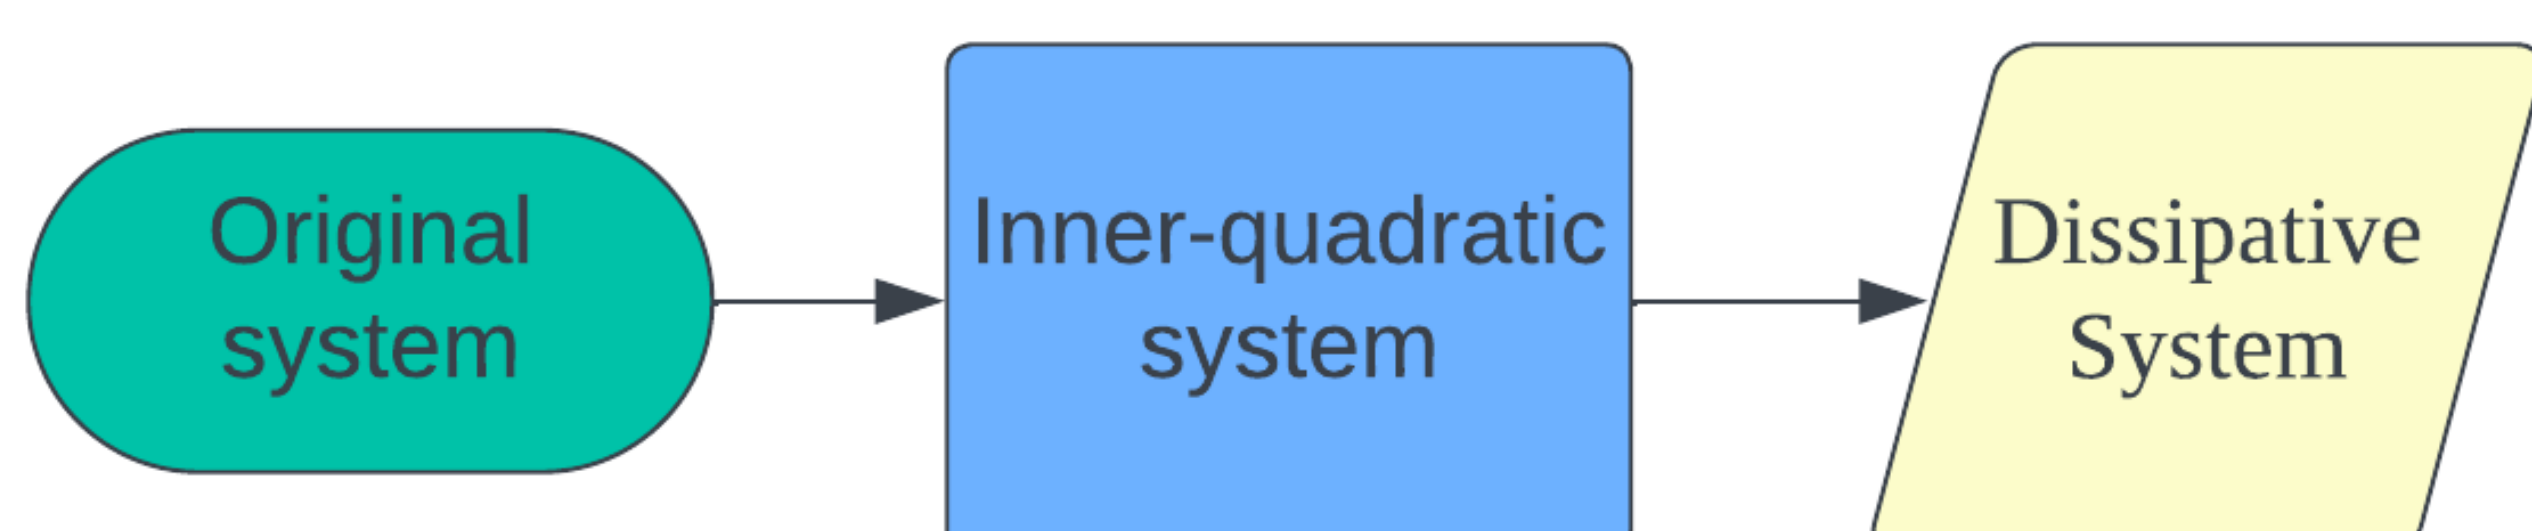 Original
system
Inner-quadratic
system
Dissipative
System